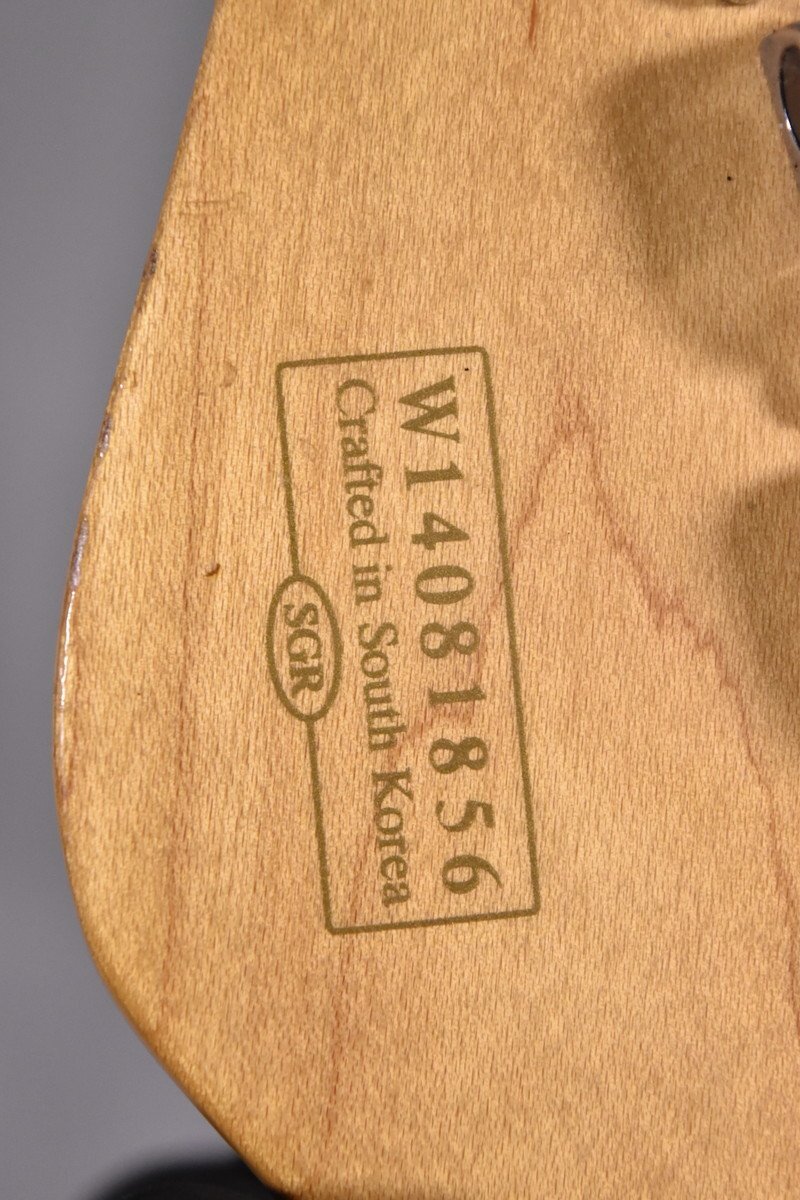 W14081856
Crafted in South Korea
SGR